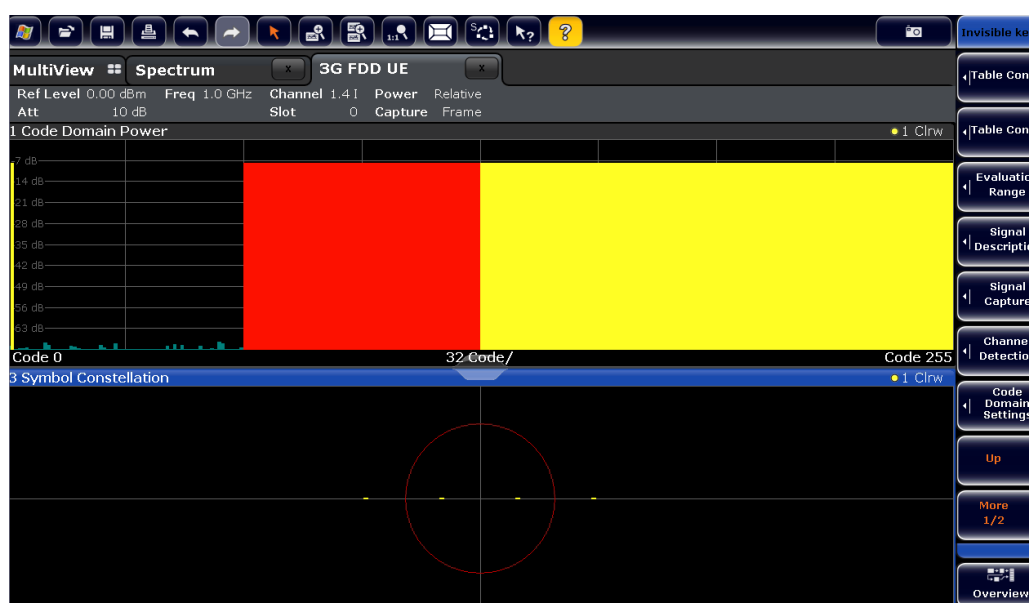 Invisible ke
MultiView Spectrum x 3G FDD UE x
Ref Level 0.00 dBm Freq 1.0 GHz Channel 1.4 I Power Relative
Att 10 dB Slot 0 Capture Frame
1 Code Domain Power 1 Clrw
-7 dB
14 dB
21 dB
28 dB
35 dB
42 dB
49 dB
56 dB
63 dB
Code 0 32 Code/ Code 255
3 Symbol Constellation 1 Clrw
Table Con
Table Con
Evaluatio
Range
Signal
Descriptio
Signal
Capture
Channe
Detectio
Code
Domain
Settings
Up
More
1/2
Overview
1:1
S
?
?